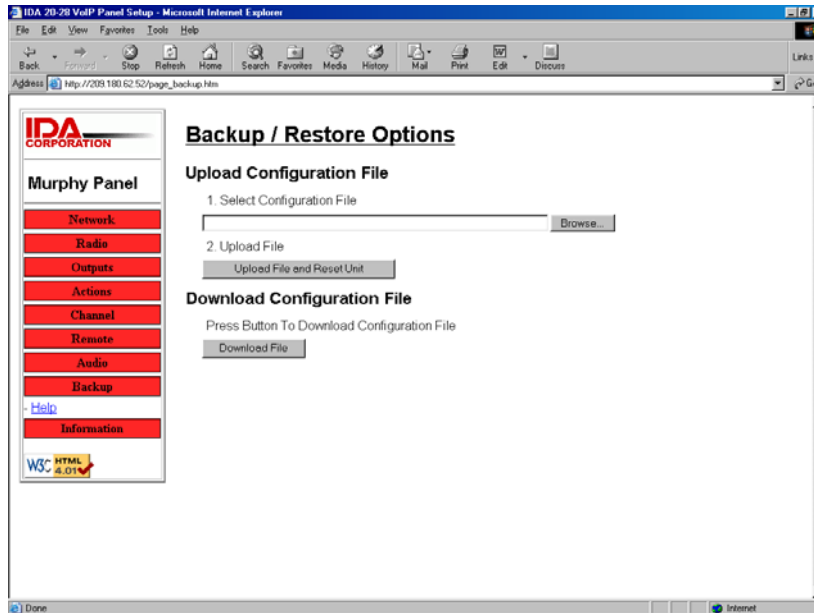 IDA 20-28 VoIP Panel Setup - Microsoft Internet Explorer
File Edit View Favorites Tools Help
Back Forward Stop Refresh Home Search Favorites Media History Mail Print Edit Discuss Links
Address http://209.180.62.52/page_backup.htm
IDA
CORPORATION
Murphy Panel
Network
Radio
Outputs
Actions
Channel
Remote
Audio
Backup
- Help
Information
W3C HTML 4.01
Backup / Restore Options
Upload Configuration File
1. Select Configuration File
Browse...
2. Upload File
Upload File and Reset Unit
Download Configuration File
Press Button To Download Configuration File
Download File
Done
Internet